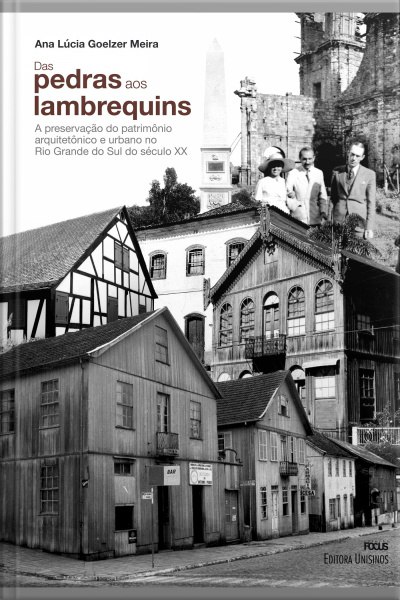 Ana Lúcia Goelzer Meira
Das
pedras aos
lambrequins
A preservação do patrimônio
arquitetônico e urbano no
Rio Grande do Sul do século XX
BAR
FOCUS
EDITORA UNISINOS